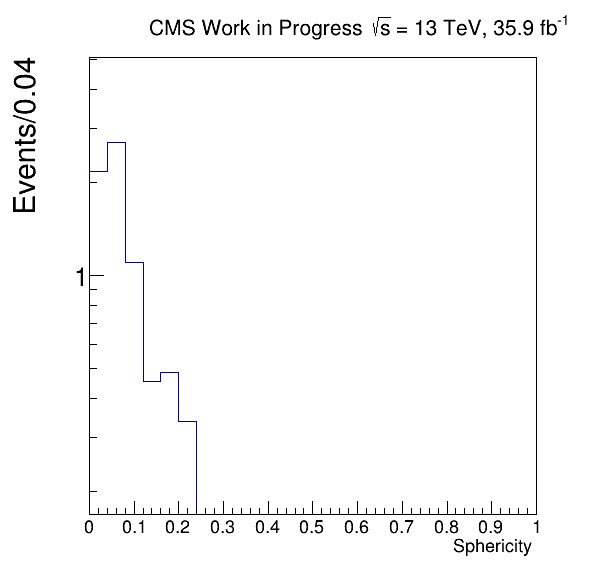 CMS Work in Progress √s = 13 TeV, 35.9 fb⁻¹
Events/0.04
1
0 0.1 0.2 0.3 0.4 0.5 0.6 0.7 0.8 0.9 1
Sphericity